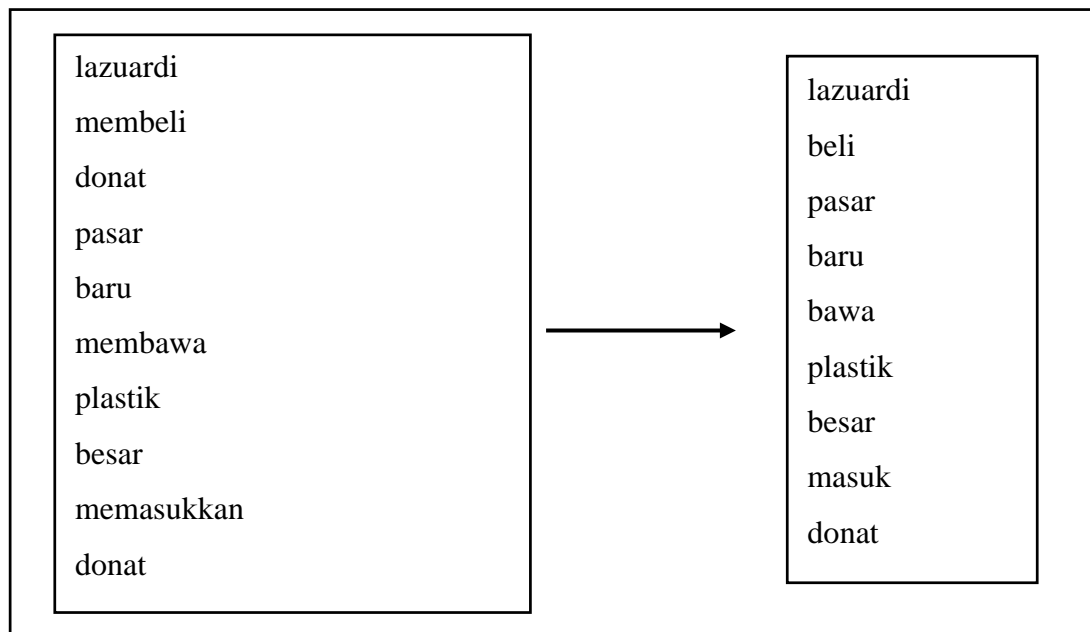 lazuardi
membeli
donat
pasar
baru
membawa
plastik
besar
memasukkan
donat
lazuardi
beli
pasar
baru
bawa
plastik
besar
masuk
donat